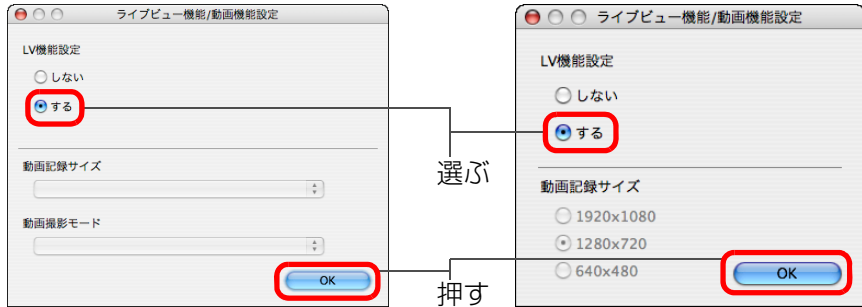 ライブビュー機能/動画機能設定
LV機能設定
しない
する
動画記録サイズ
動画撮影モード
OK
選ぶ
押す
ライブビュー機能/動画機能設定
LV機能設定
しない
する
動画記録サイズ
1920x1080
1280x720
640x480
OK